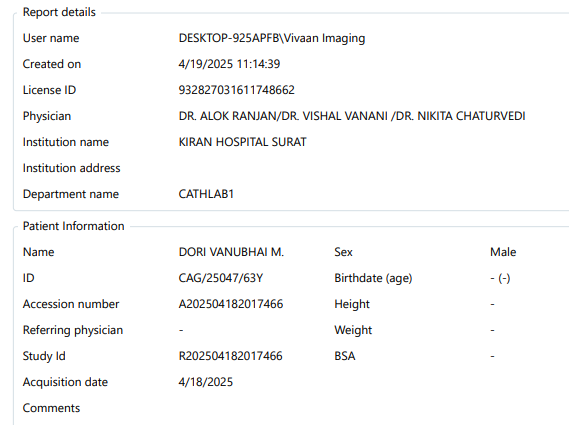 Report details
User name DESKTOP-925APFB\Vivaan Imaging
Created on 4/19/2025 11:14:39
License ID 932827031611748662
Physician DR. ALOK RANJAN/DR. VISHAL VANANI /DR. NIKITA CHATURVEDI
Institution name KIRAN HOSPITAL SURAT
Institution address
Department name CATHLAB1
Patient Information
Name DORI VANUBHAI M. Sex Male
ID CAG/25047/63Y Birthdate (age) - (-)
Accession number A202504182017466 Height -
Referring physician - Weight -
Study Id R202504182017466 BSA -
Acquisition date 4/18/2025
Comments